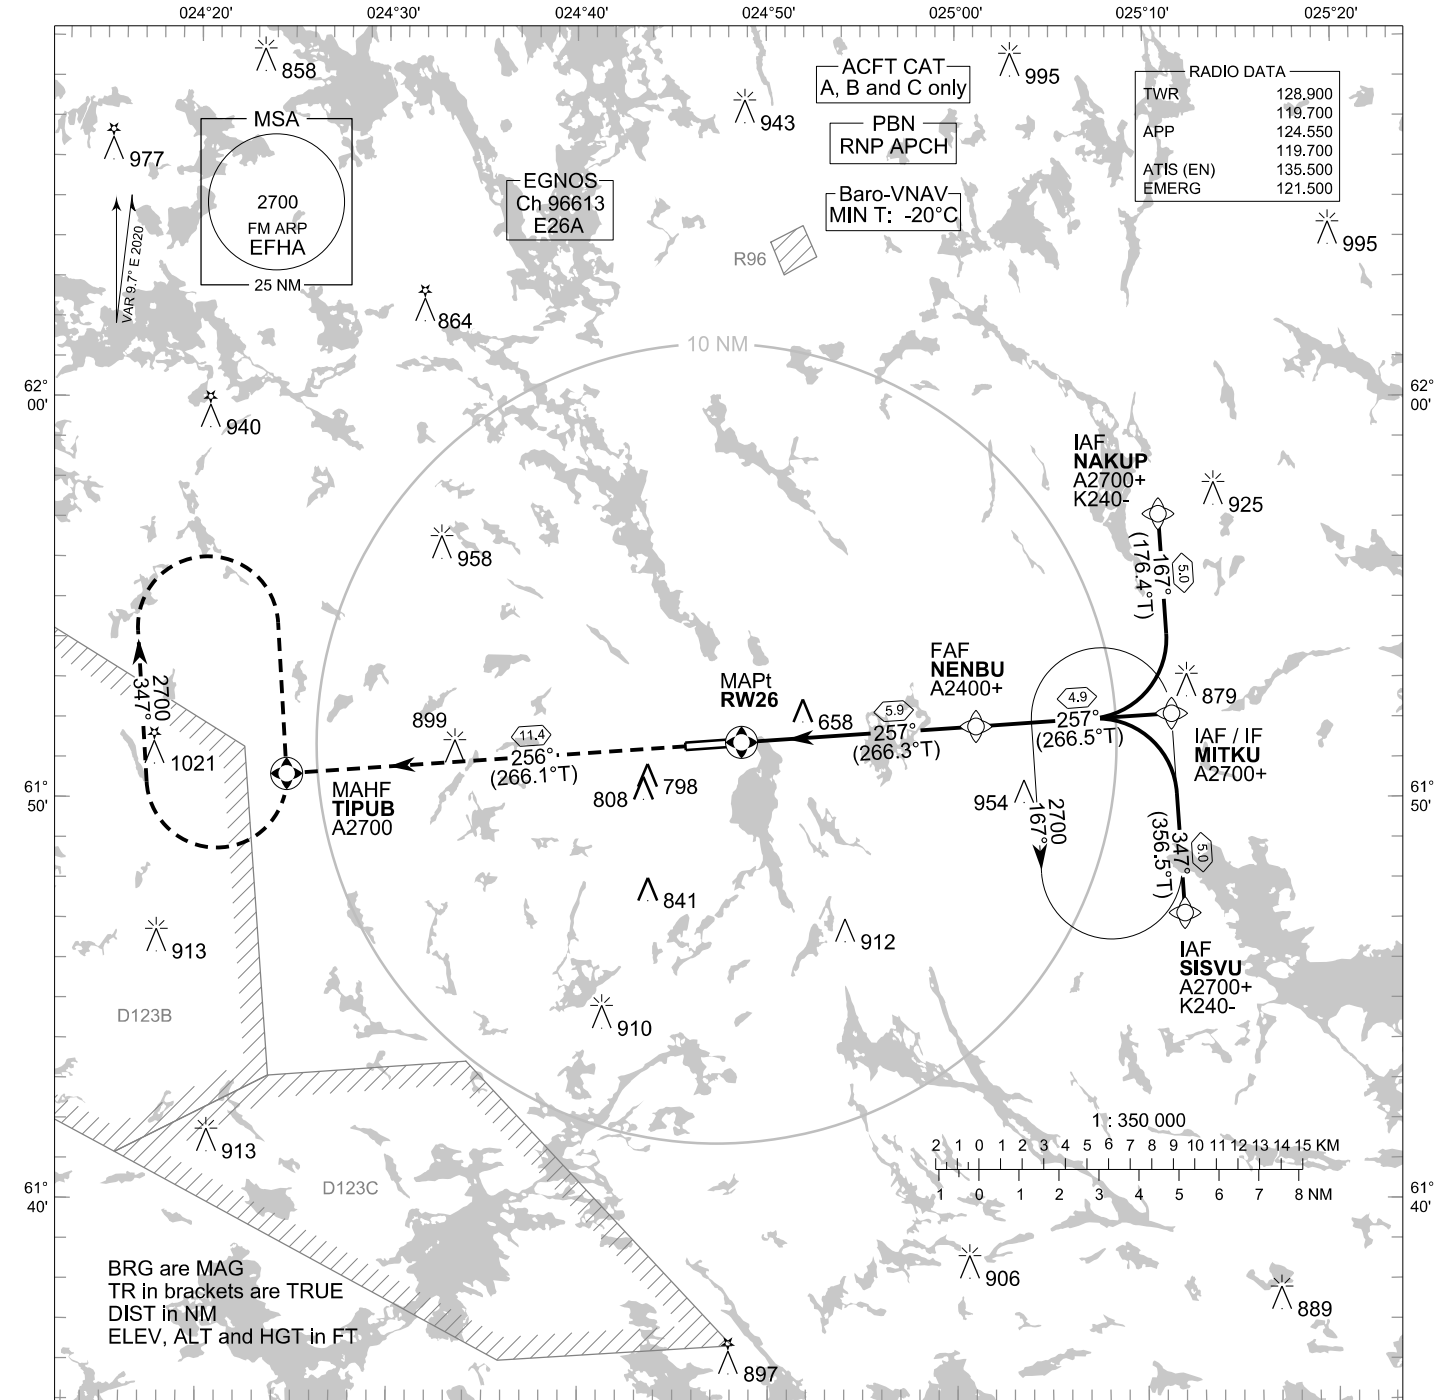 024°20'
024°30'
024°40'
024°50'
025°00'
025°10'
025°20'
858
977
MSA
2700
FM ARP
EFHA
25 NM
VAR 9.7° E 2020
EGNOS
Ch 96613
E26A
943
ACFT CAT
A, B and C only
PBN
RNP APCH
Baro-VNAV
MIN T: -20°C
R96
995
RADIO DATA
TWR 128.900
119.700
APP 124.550
119.700
ATIS (EN) 135.500
EMERG 121.500
995
864
10 NM
62°
00'
62°
00'
940
958
IAF
NAKUP
A2700+
K240-
925
167°
(176.4°T)
5.0
FAF
NENBU
A2400+
MAPt
RW26
658
5.9
257°
(266.3°T)
4.9
257°
(266.5°T)
879
IAF / IF
MITKU
A2700+
2700
347°
1021
899
11.4
256°
(266.1°T)
MAHF
TIPUB
A2700
798
808
954
2700
167°
347°
(356.5°T)
5.0
61°
50'
61°
50'
841
912
913
IAF
SISVU
A2700+
K240-
D123B
910
913
D123C
1 : 350 000
2 1 0 1 2 3 4 5 6 7 8 9 10 11 12 13 14 15 KM
1 0 1 2 3 4 5 6 7 8 NM
61°
40'
61°
40'
BRG are MAG
TR in brackets are TRUE
DIST in NM
ELEV, ALT and HGT in FT
906
889
897